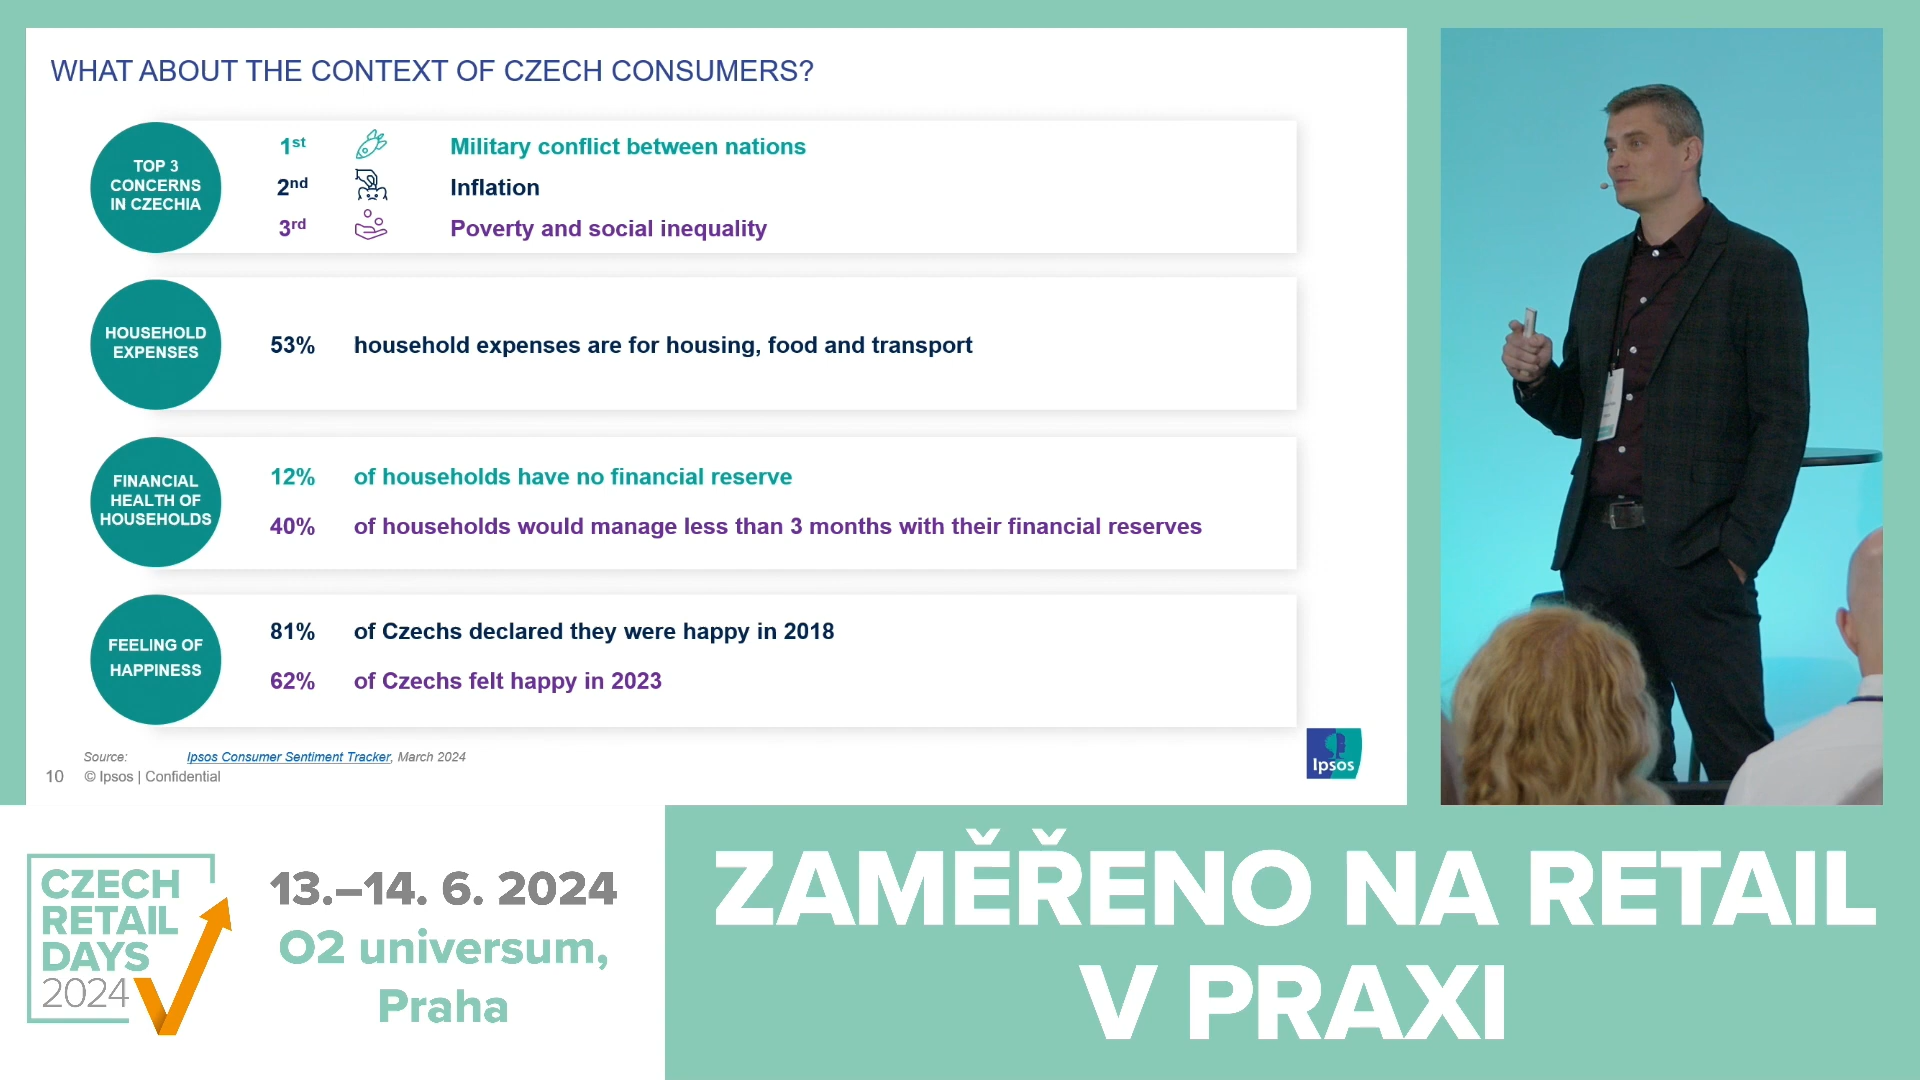 WHAT ABOUT THE CONTEXT OF CZECH CONSUMERS?
TOP 3
CONCERNS
IN CZECHIA
1st Military conflict between nations
2nd Inflation
3rd Poverty and social inequality
HOUSEHOLD
EXPENSES
53% household expenses are for housing, food and transport
FINANCIAL
HEALTH OF
HOUSEHOLDS
12% of households have no financial reserve
40% of households would manage less than 3 months with their financial reserves
FEELING OF
HAPPINESS
81% of Czechs declared they were happy in 2018
62% of Czechs felt happy in 2023
Source: Ipsos Consumer Sentiment Tracker, March 2024
10 © Ipsos | Confidential
Ipsos
CZECH
RETAIL
DAYS
2024
13.–14. 6. 2024
O2 universum,
Praha
ZAMĚŘENO NA RETAIL
V PRAXI